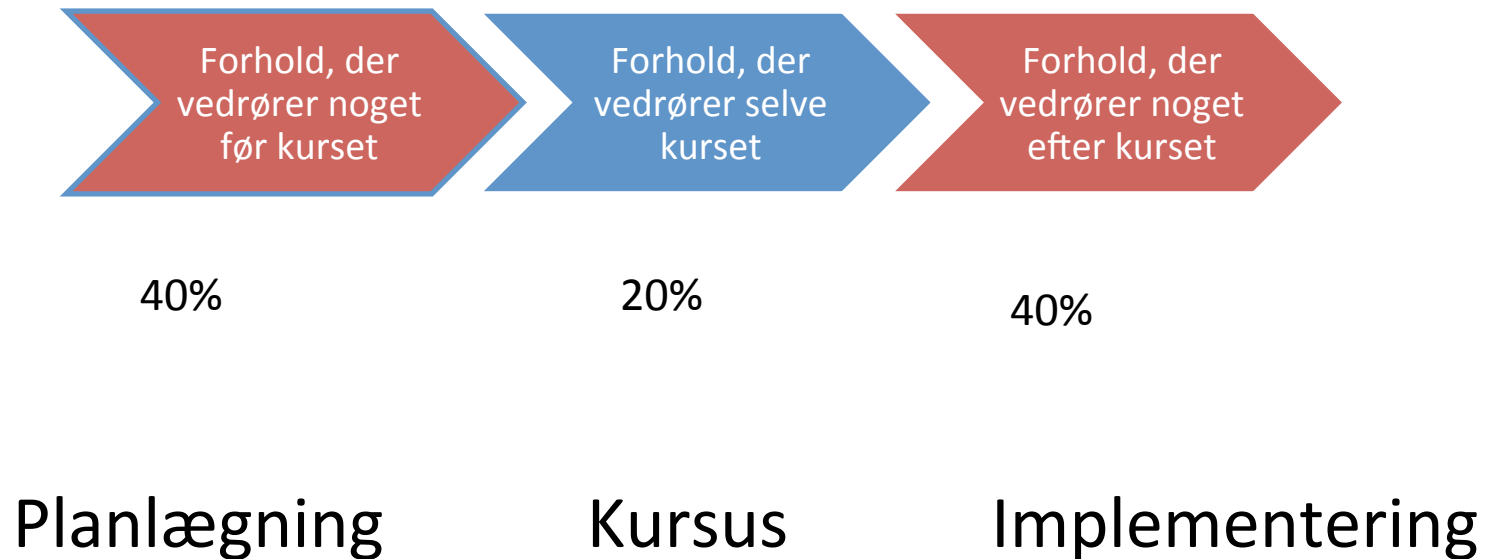 Forhold, der
vedrører noget
før kurset
Forhold, der
vedrører selve
kurset
Forhold, der
vedrører noget
efter kurset
40%
20%
40%
Planlægning
Kursus
Implementering